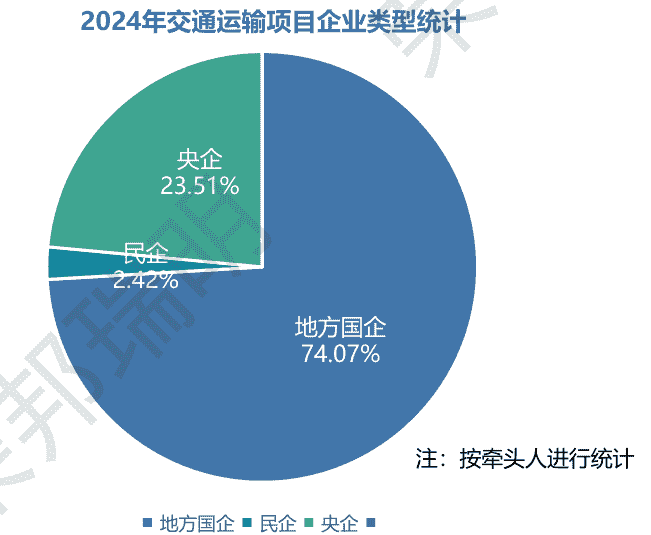 2024年交通运输项目企业类型统计
央企
23.51%
民企
2.42%
地方国企
74.07%
注：按牵头人进行统计
地方国企 民企 央企